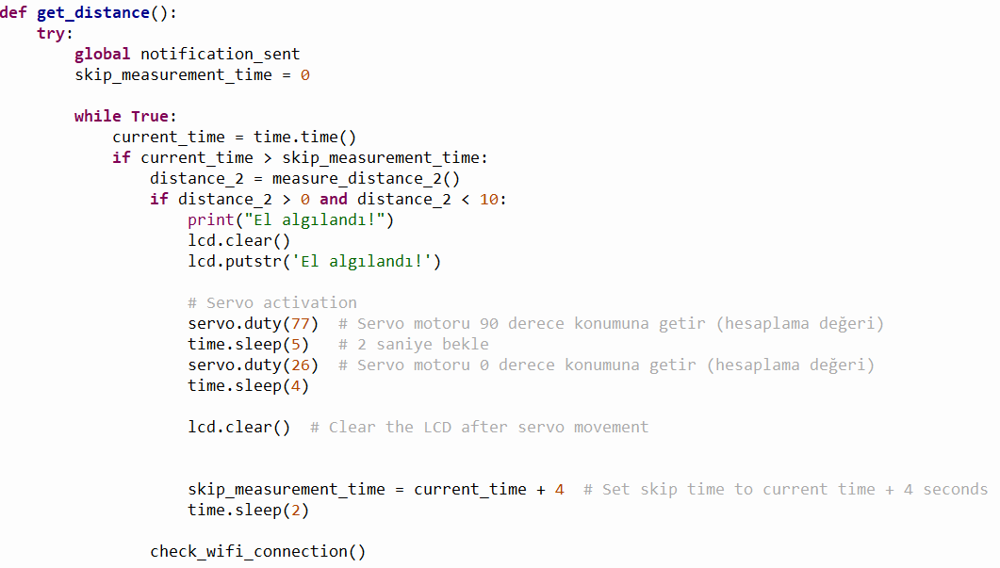 def get_distance():
    try:
        global notification_sent
        skip_measurement_time = 0

        while True:
            current_time = time.time()
            if current_time > skip_measurement_time:
                distance_2 = measure_distance_2()
                if distance_2 > 0 and distance_2 < 10:
                    print("El algılandı!")
                    lcd.clear()
                    lcd.putstr('El algılandı!')

                    # Servo activation
                    servo.duty(77)  # Servo motoru 90 derece konumuna getir (hesaplama değeri)
                    time.sleep(5)   # 2 saniye bekle
                    servo.duty(26)  # Servo motoru 0 derece konumuna getir (hesaplama değeri)
                    time.sleep(4)

                    lcd.clear()  # Clear the LCD after servo movement


                    skip_measurement_time = current_time + 4  # Set skip time to current time + 4 seconds
                    time.sleep(2)

                check_wifi_connection()